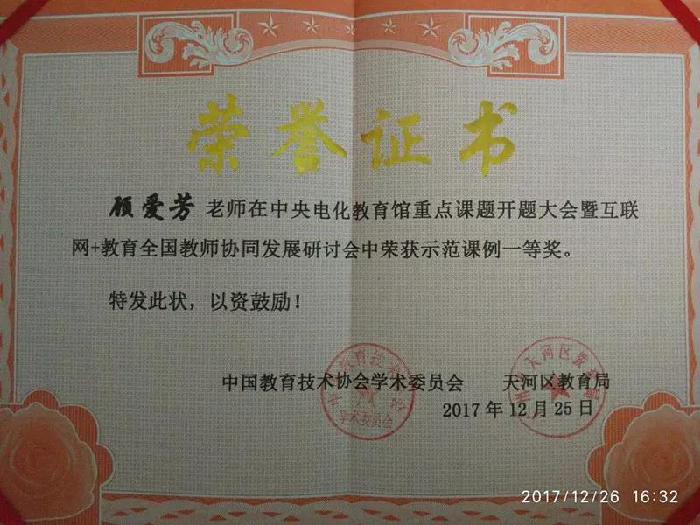 荣誉证书
顾爱芳 老师在中央电化教育馆重点课题开题大会暨互联
网+教育全国教师协同发展研讨会中荣获示范课例一等奖。
特发此状，以资鼓励！
中国教育技术协会学术委员会 天河区教育局
学术委员会
2017年12月25日
2017/12/26 16:32